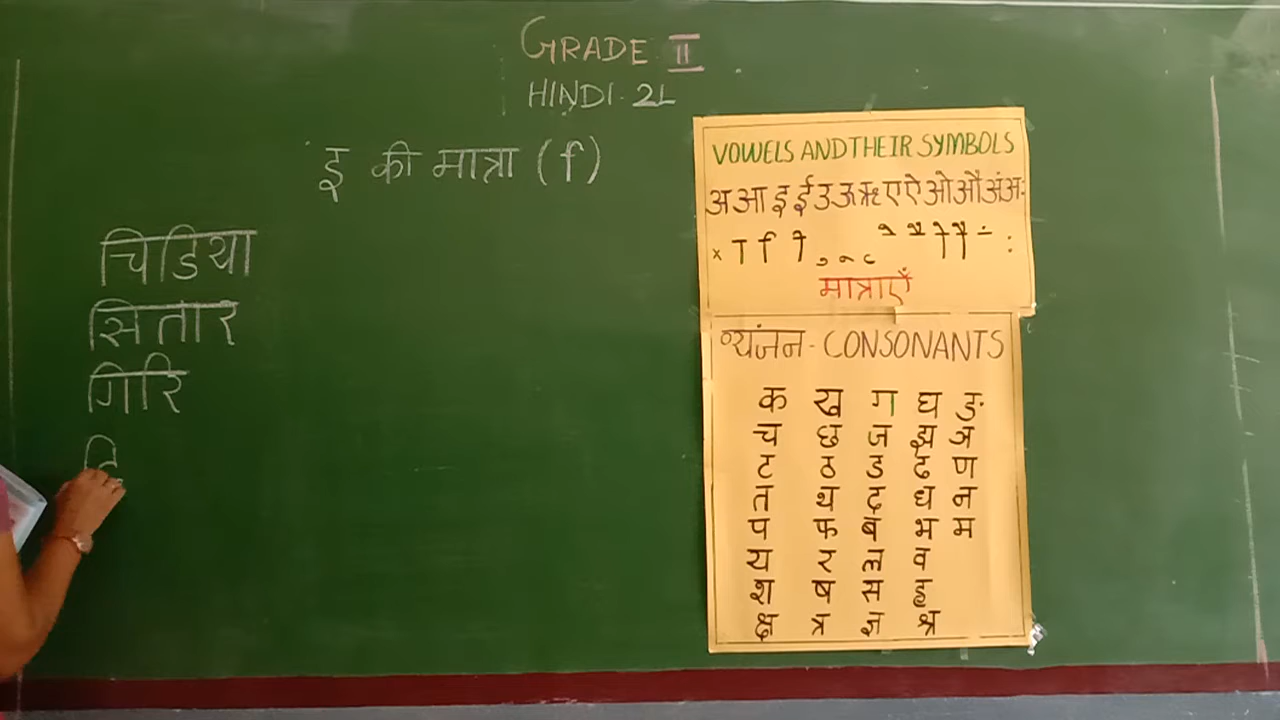 GRADE II
HINDI-2L
इ की मात्रा (ि)
चिडिया
सितार
गिरि
VOWELS AND THEIR SYMBOLS
अ आ इ ई उ ऊ ऋ ए ऐ ओ औ अं अः
x ा ि ी ु ू ृ े ै ो ौ ं :
मात्राएँ
व्यंजन - CONSONANTS
क ख ग घ ङ
च छ ज झ ञ
ट ठ ड ढ ण
त थ द ध न
प फ ब भ म
य र ल व
श ष स ह
क्ष त्र ज्ञ श्र